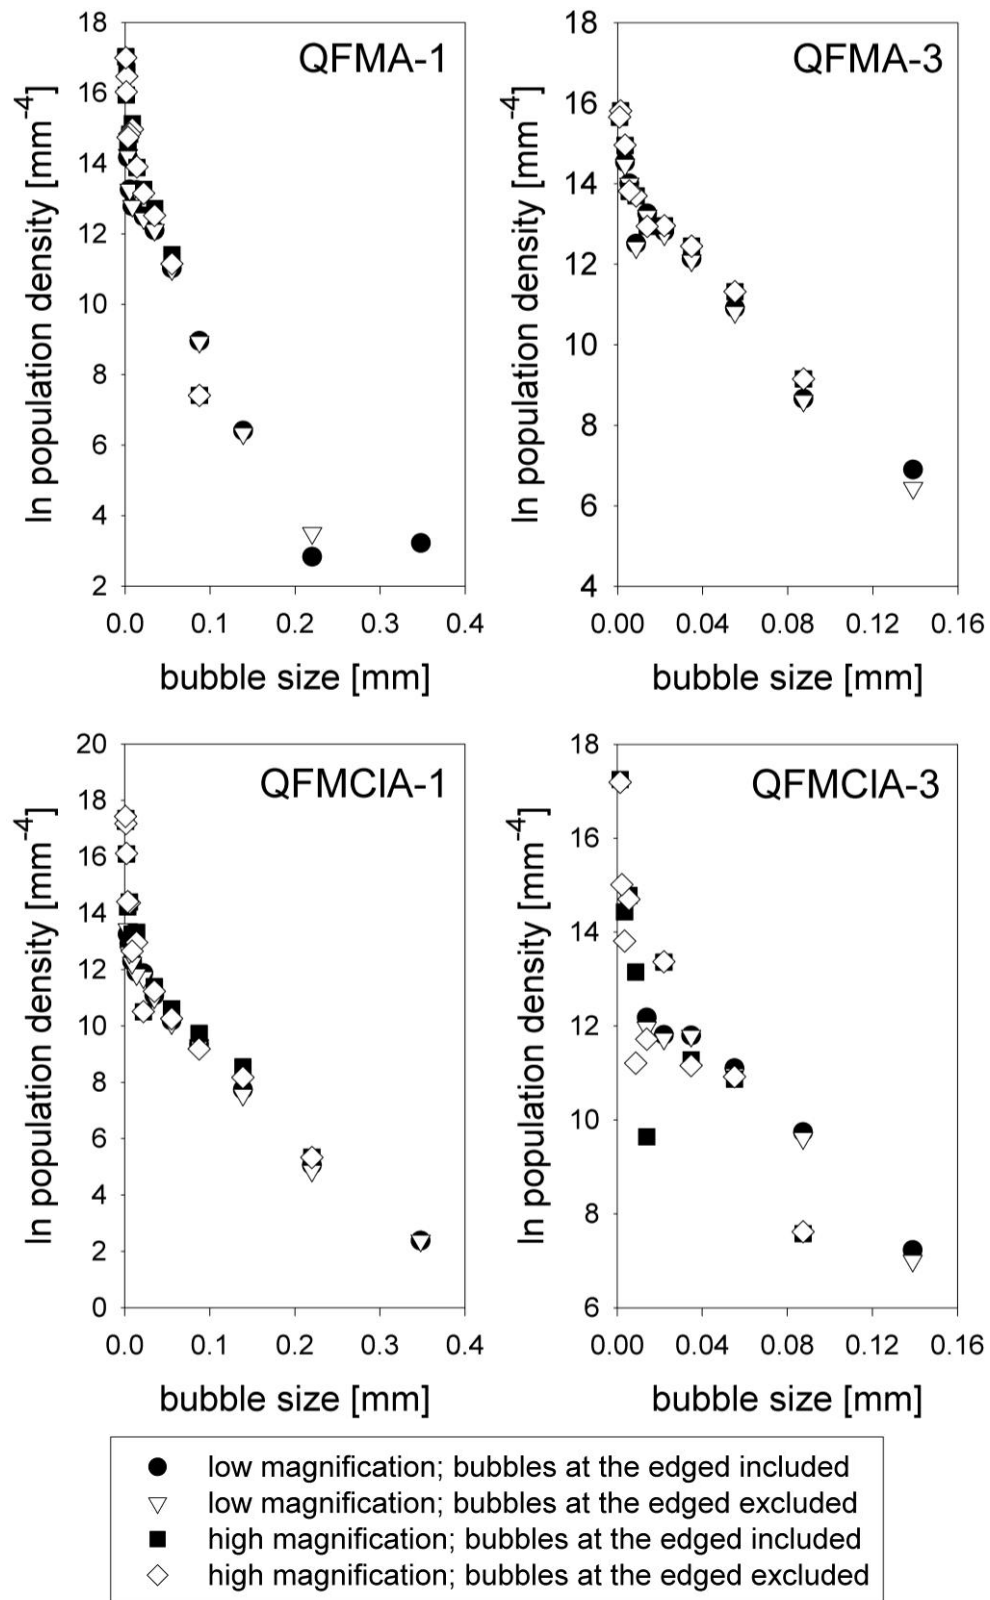 QFMA-1
ln population density [mm-4]
18
16
14
12
10
8
6
4
2
0.0 0.1 0.2 0.3 0.4
bubble size [mm]
QFMA-3
ln population density [mm-4]
18
16
14
12
10
8
6
4
0.00 0.04 0.08 0.12 0.16
bubble size [mm]
QFMClA-1
ln population density [mm-4]
20
18
16
14
12
10
8
6
4
2
0
0.0 0.1 0.2 0.3 0.4
bubble size [mm]
QFMClA-3
ln population density [mm-4]
18
16
14
12
10
8
6
0.00 0.04 0.08 0.12 0.16
bubble size [mm]
low magnification; bubbles at the edged included
low magnification; bubbles at the edged excluded
high magnification; bubbles at the edged included
high magnification; bubbles at the edged excluded